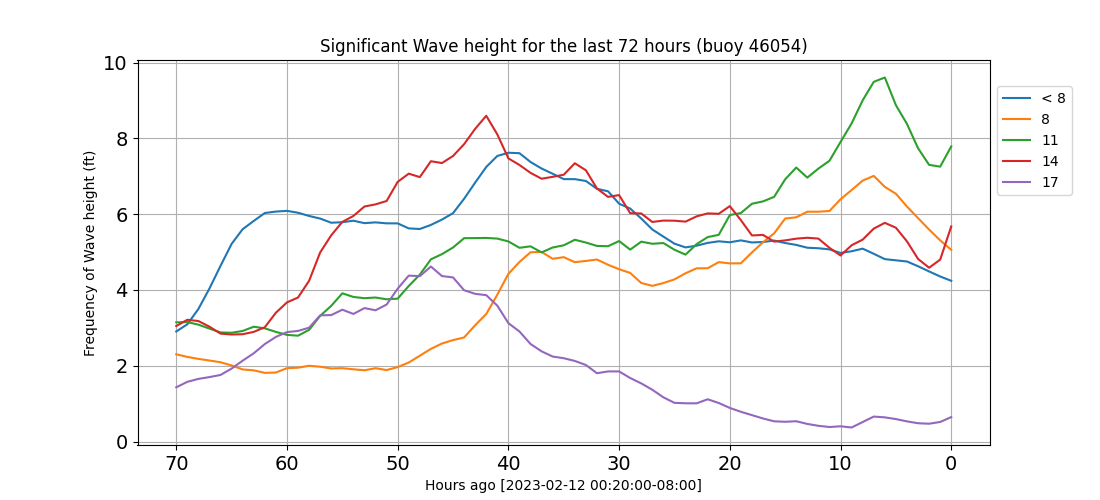 Significant Wave height for the last 72 hours (buoy 46054)
Frequency of Wave height (ft)
10
8
6
4
2
0
70 60 50 40 30 20 10 0
Hours ago [2023-02-12 00:20:00-08:00]
< 8
8
11
14
17